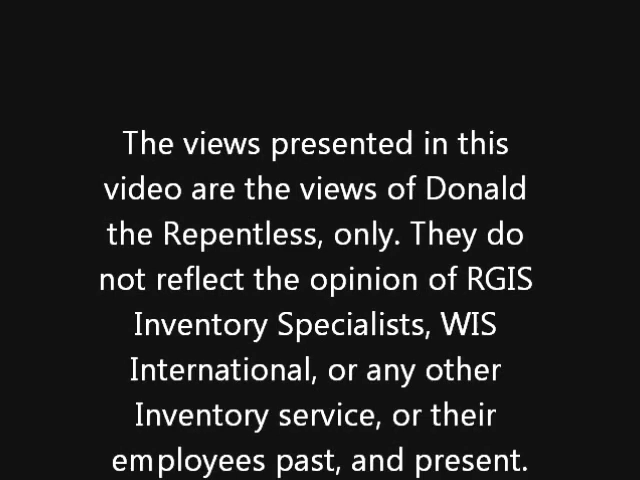 The views presented in this
video are the views of Donald
the Repentless, only. They do
not reflect the opinion of RGIS
Inventory Specialists, WIS
International, or any other
Inventory service, or their
employees past, and present.